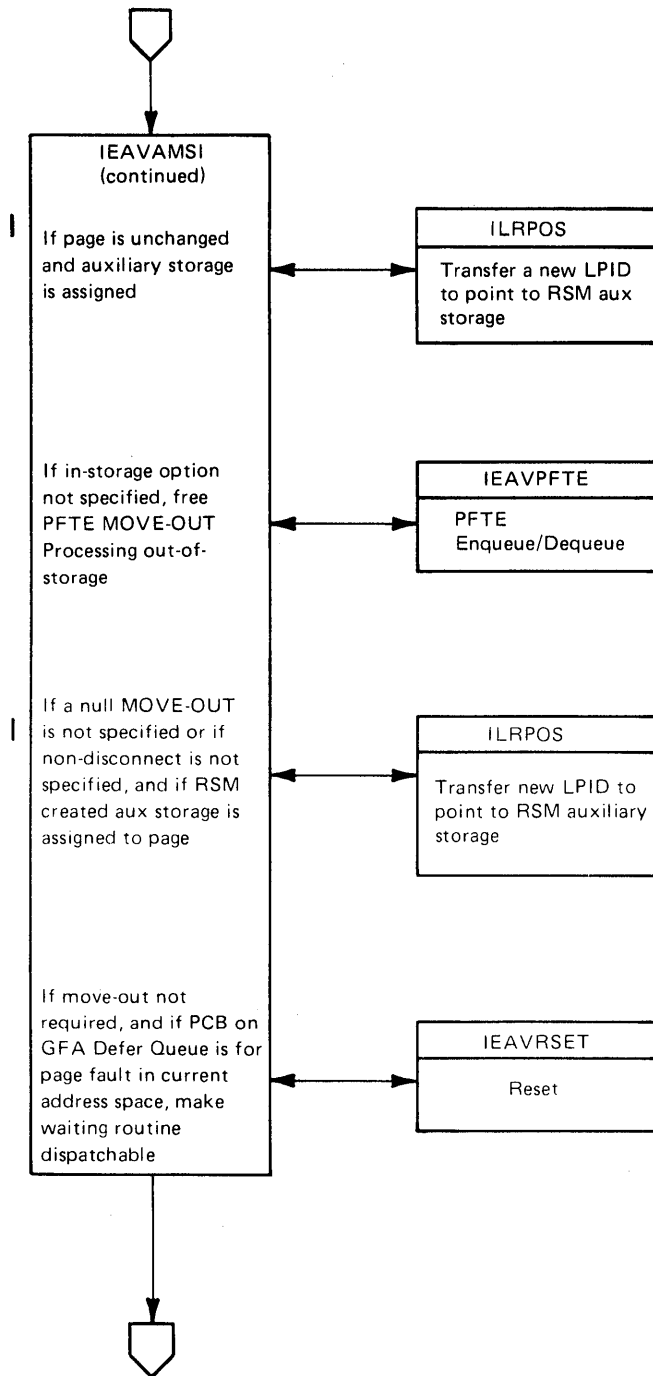 IEAVAMSI
(continued)
If page is unchanged
and auxiliary storage
is assigned
ILRPOS
Transfer a new LPID
to point to RSM aux
storage
If in-storage option
not specified, free
PFTE MOVE-OUT
Processing out-of-
storage
IEAVPFTE
PFTE
Enqueue/Dequeue
If a null MOVE-OUT
is not specified or if
non-disconnect is not
specified, and if RSM
created aux storage is
assigned to page
ILRPOS
Transfer new LPID to
point to RSM auxiliary
storage
If move-out not
required, and if PCB on
GFA Defer Queue is for
page fault in current
address space, make
waiting routine
dispatchable
IEAVRSET
Reset